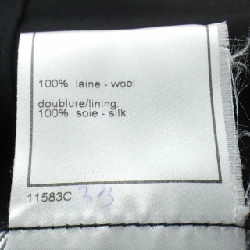 100% laine - wool
doublure/lining:
100% soie - silk
11583C